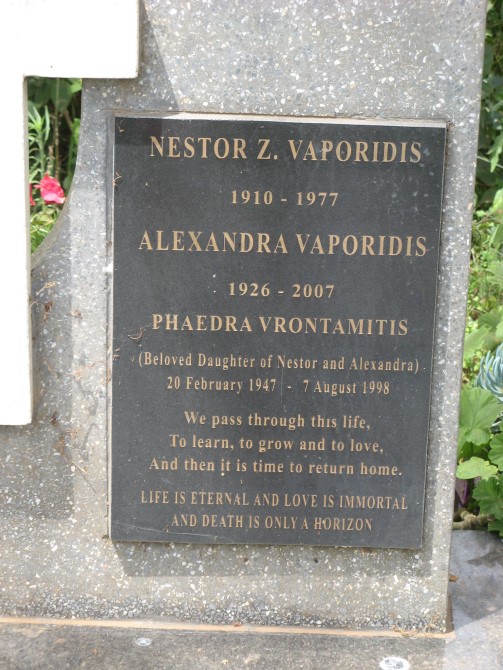 NESTOR Z. VAPORIDIS
1910 - 1977
ALEXANDRA VAPORIDIS
1926 - 2007
PHAEDRA VRONTAMITIS
(Beloved Daughter of Nestor and Alexandra)
20 February 1947 - 7 August 1998
We pass through this life,
To learn, to grow and to love,
And then it is time to return home.
LIFE IS ETERNAL AND LOVE IS IMMORTAL
AND DEATH IS ONLY A HORIZON